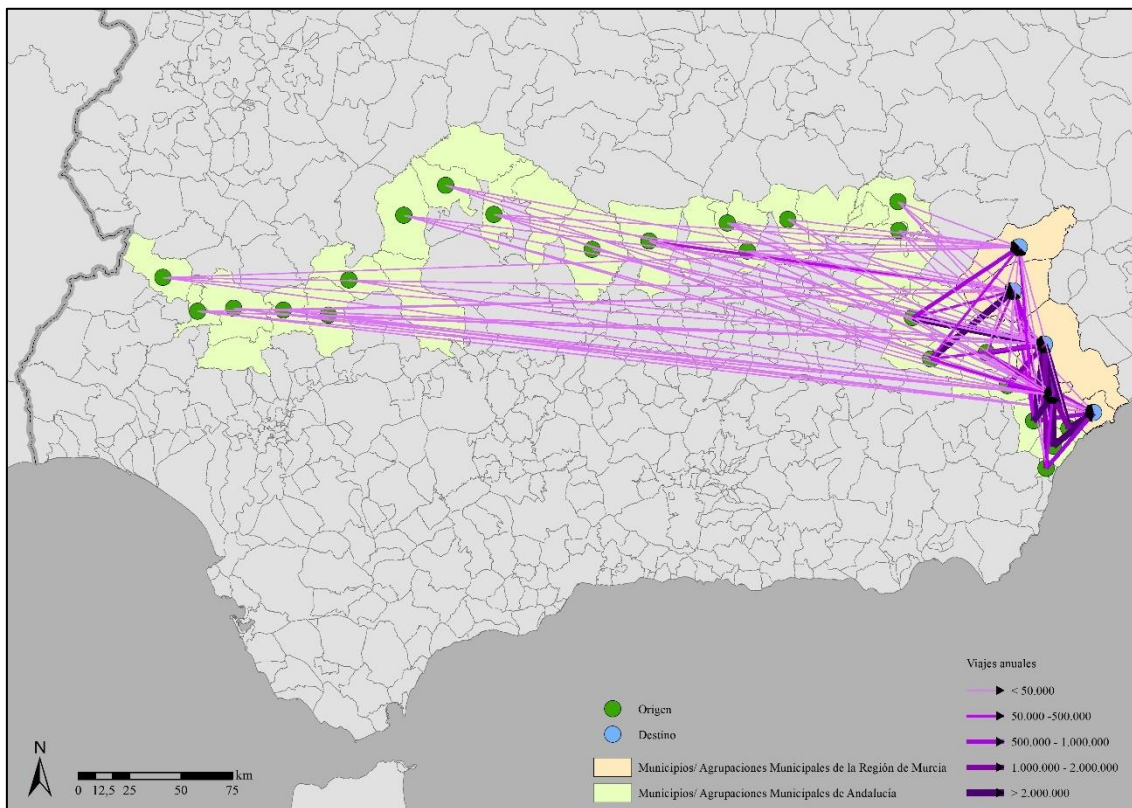 Viajes anuales
< 50.000
50.000 -500.000
500.000 - 1.000.000
1.000.000 - 2.000.000
> 2.000.000
Origen
Destino
Municipios/ Agrupaciones Municipales de la Región de Murcia
Municipios/ Agrupaciones Municipales de Andalucía
N
km
0 12,5 25 50 75